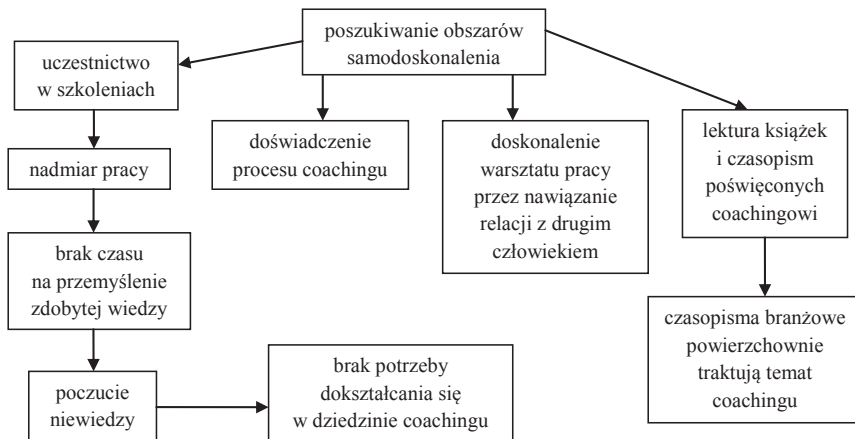 poszukiwanie obszarów
samodoskonalenia
uczestnictwo
w szkoleniach
doświadczenie
procesu coachingu
doskonalenie
warsztatu pracy
przez nawiązanie
relacji z drugim
człowiekiem
lektura książek
i czasopism
poświęconych
coachingowi
nadmiar pracy
brak czasu
na przemyślenie
zdobytej wiedzy
czasopisma branżowe
powierzchownie
traktują temat
coachingu
poczucie
niewiedzy
brak potrzeby
dokształcania się
w dziedzinie coachingu